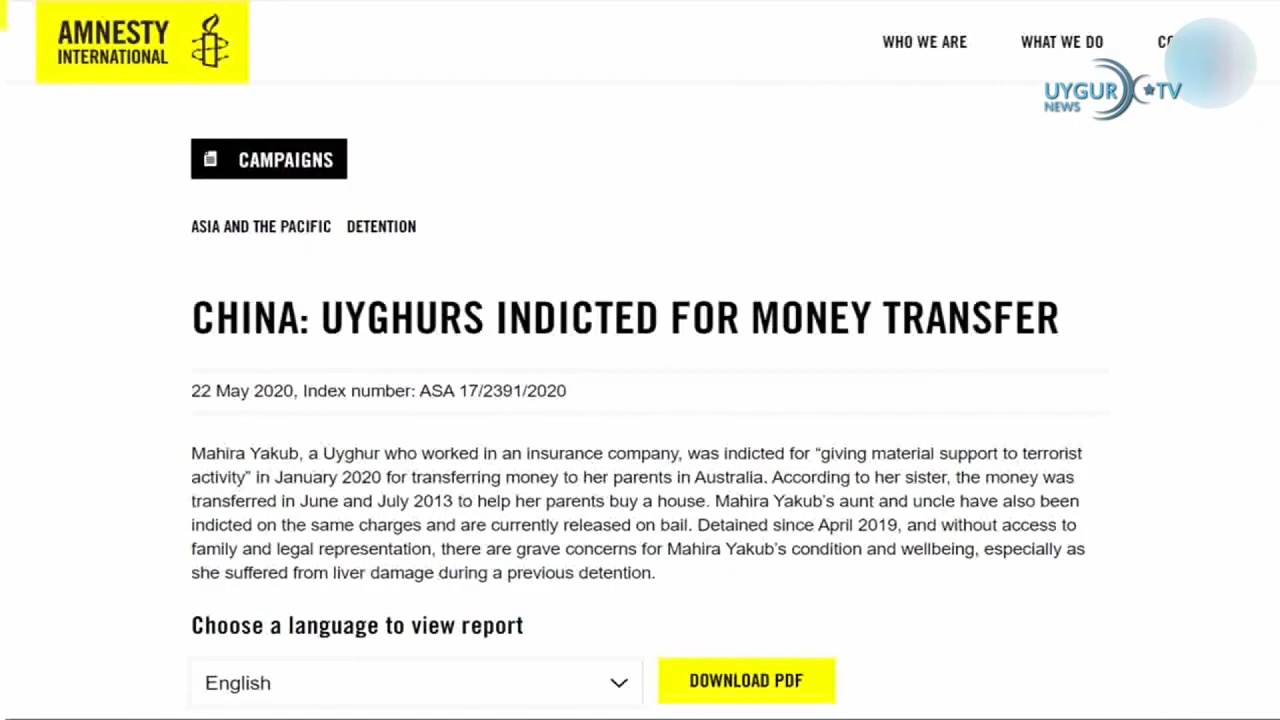 AMNESTY
INTERNATIONAL
WHO WE ARE
WHAT WE DO
UYGUR TV
NEWS
CAMPAIGNS
ASIA AND THE PACIFIC DETENTION
CHINA: UYGHURS INDICTED FOR MONEY TRANSFER
22 May 2020, Index number: ASA 17/2391/2020
Mahira Yakub, a Uyghur who worked in an insurance company, was indicted for “giving material support to terrorist
activity” in January 2020 for transferring money to her parents in Australia. According to her sister, the money was
transferred in June and July 2013 to help her parents buy a house. Mahira Yakub’s aunt and uncle have also been
indicted on the same charges and are currently released on bail. Detained since April 2019, and without access to
family and legal representation, there are grave concerns for Mahira Yakub’s condition and wellbeing, especially as
she suffered from liver damage during a previous detention.
Choose a language to view report
English
DOWNLOAD PDF